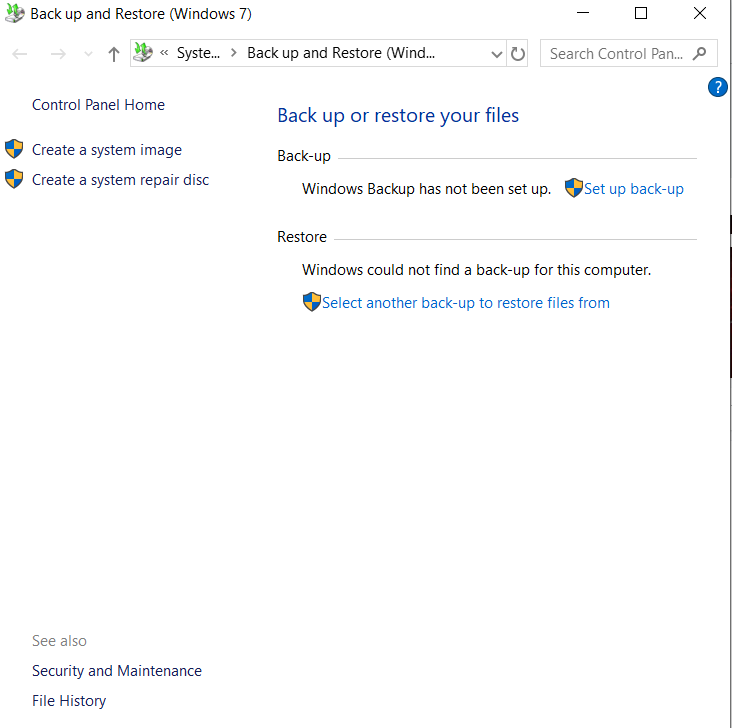 Back up and Restore (Windows 7)
« Syste... > Back up and Restore (Wind...
Search Control Pan...
?
Control Panel Home
Create a system image
Create a system repair disc
Back up or restore your files
Back-up
Windows Backup has not been set up. Set up back-up
Restore
Windows could not find a back-up for this computer.
Select another back-up to restore files from
See also
Security and Maintenance
File History